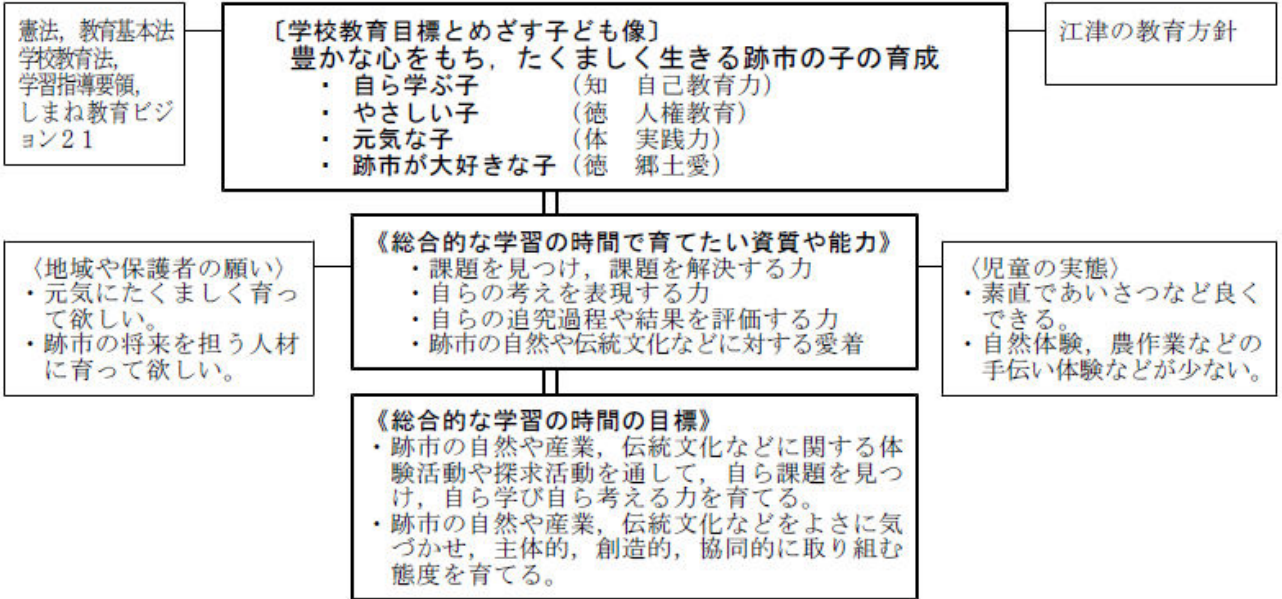 憲法，教育基本法
学校教育法，
学習指導要領，
しまね教育ビジ
ョン２１
〔学校教育目標とめざす子ども像〕
豊かな心をもち，たくましく生きる跡市の子の育成
・ 自ら学ぶ子 （知 自己教育力）
・ やさしい子 （徳 人権教育）
・ 元気な子 （体 実践力）
・ 跡市が大好きな子 （徳 郷土愛）
江津の教育方針
〈地域や保護者の願い〉
・元気にたくましく育っ
て欲しい。
・跡市の将来を担う人材
に育って欲しい。
《総合的な学習の時間で育てたい資質や能力》
・課題を見つけ，課題を解決する力
・自らの考えを表現する力
・自らの追究過程や結果を評価する力
・跡市の自然や伝統文化などに対する愛着
〈児童の実態〉
・素直であいさつなど良く
できる。
・自然体験，農作業などの
手伝い体験などが少ない。
《総合的な学習の時間の目標》
・跡市の自然や産業，伝統文化などに関する体
験活動や探求活動を通して，自ら課題を見つ
け，自ら学び自ら考える力を育てる。
・跡市の自然や産業，伝統文化などをよさに気
づかせ，主体的，創造的，協同的に取り組む
態度を育てる。